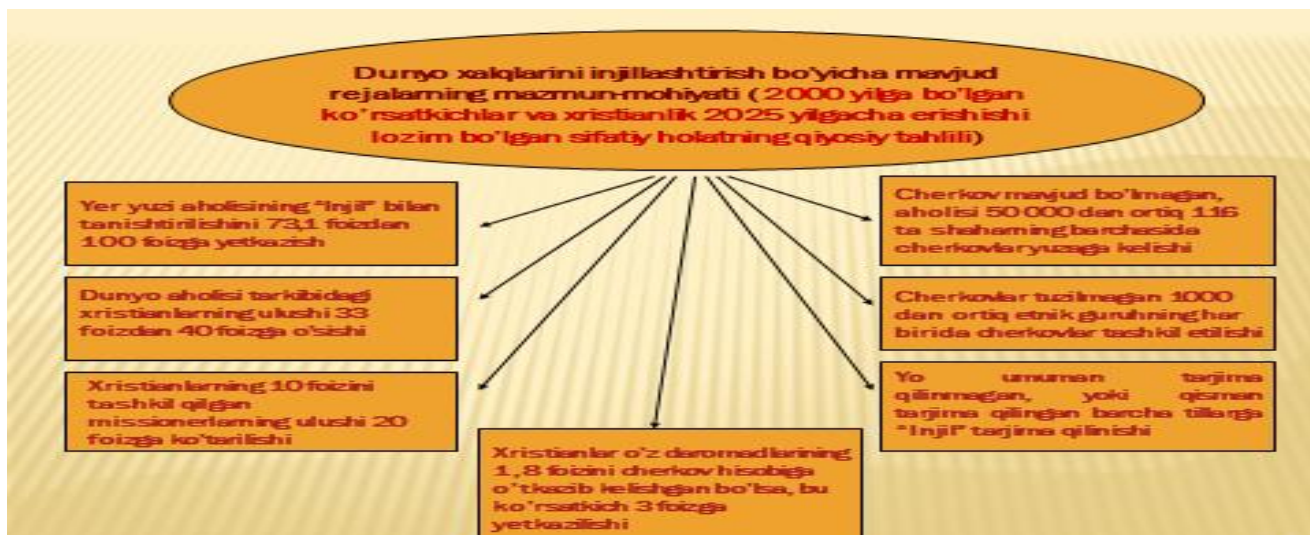 Dunyo xalqlarini injillashtirish bo'yicha mavjud
rejalarning mazmun-mohiyati ( 2000 yilga bo'lgan
ko'rsatkichlar va xristianlik 2025 yilgacha erishishi
lozim bo'lgan sifatiy holatning qiyosiy tahlili)
Yer yuzi aholisining "Injil" bilan
tanishtirilishini 73,1 foizdan
100 foizga yetkazish
Dunyo aholisi tarkibidagi
xristianlarning ulushi 33
foizdan 40 foizga o'sishi
Xristianlarning 10 foizini
tashkil qilgan
missionerlarning ulushi 20
foizga ko'tarilishi
Xristianlar o'z daromadlarining
1,8 foizini cherkov hisobiga
o'tkazib kelishgan bo'lsa, bu
ko'rsatkich 3 foizga
yetkazilishi
Cherkov mavjud bo'lmagan,
aholisi 50 000 dan ortiq 116
ta shaharning barchasida
cherkovlar yuzaga kelishi
Cherkovlar tuzilmagan 1000
dan ortiq etnik guruhning har
birida cherkovlar tashkil etilishi
Yo umuman tarjima
qilinmagan, yoki qisman
tarjima qilingan barcha tillarga
"Injil" tarjima qilinishi